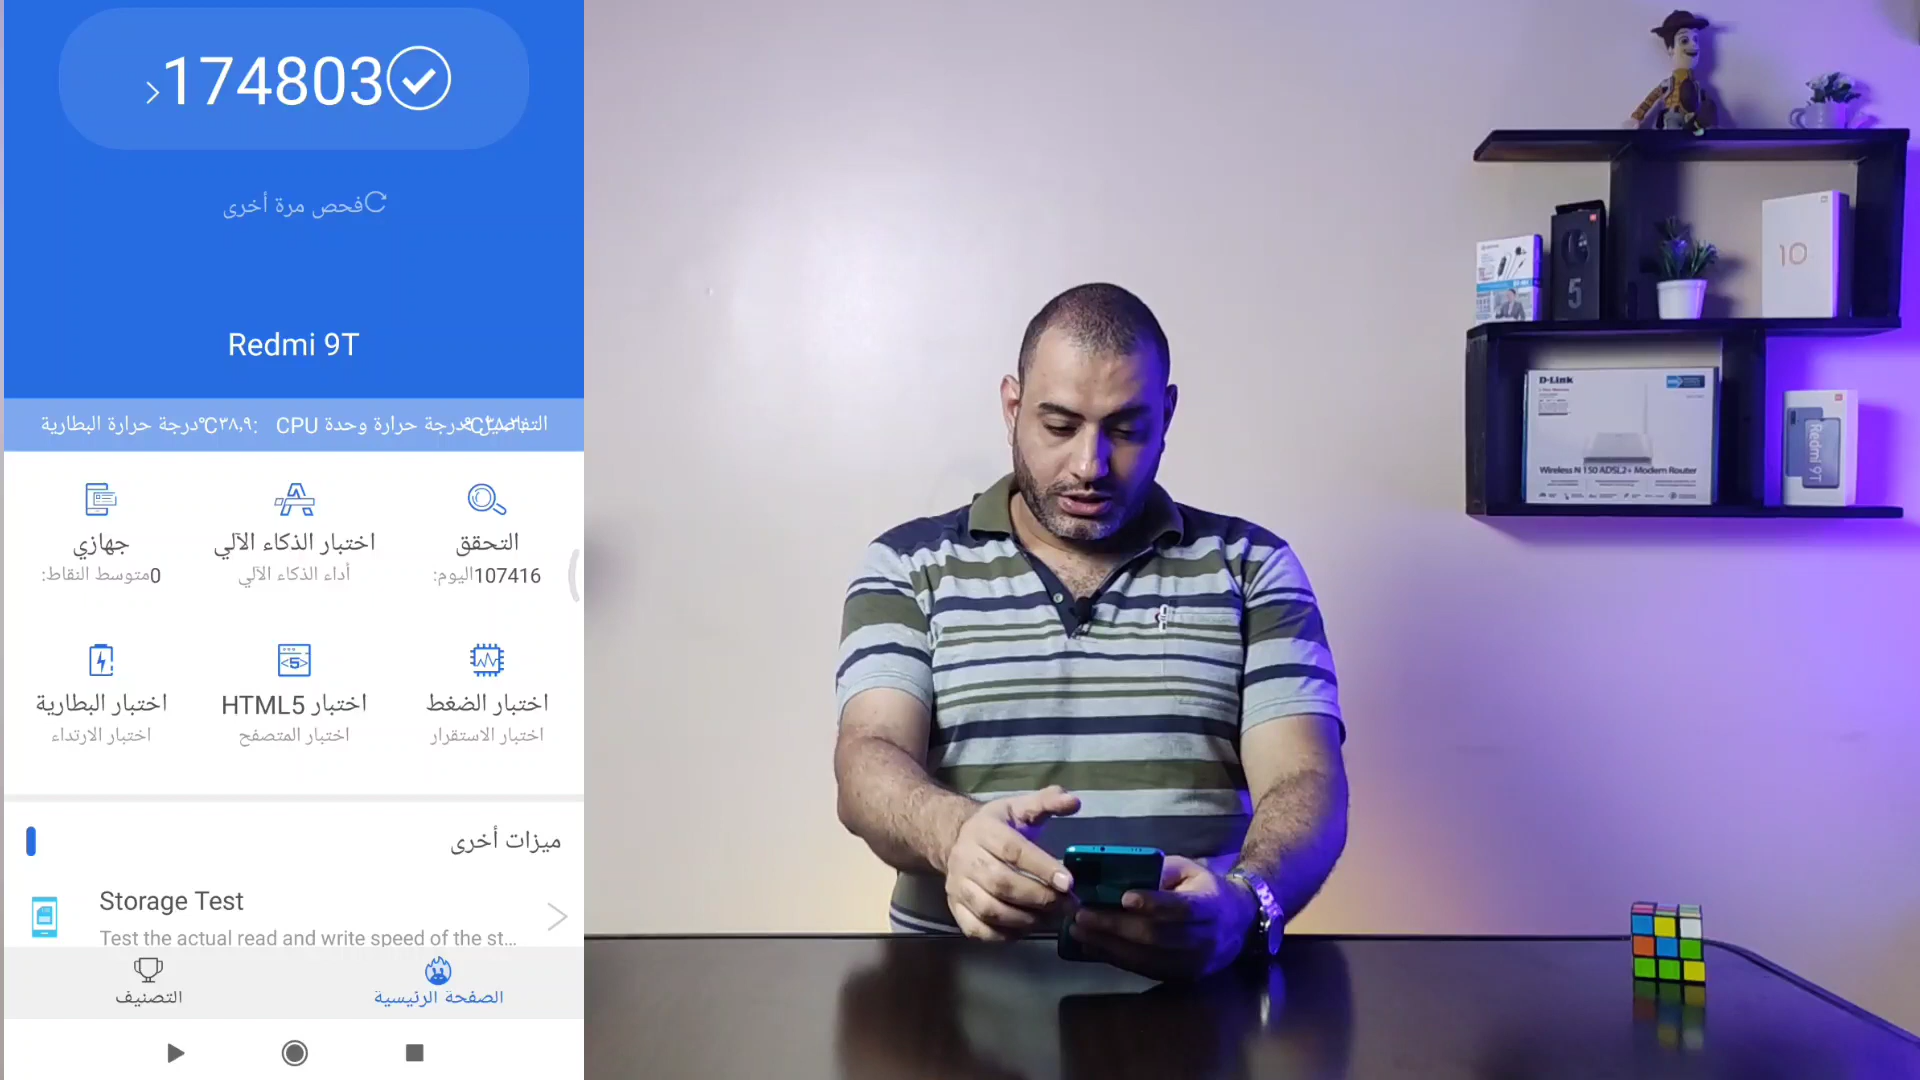 174803
فحص مرة أخرى
Redmi 9T
درجة حرارة وحدة CPU
درجة حرارة البطارية :٣٨,٩°C
التحقق
اليوم: 107416
اختبار الذكاء الآلي
أداء الذكاء الآلي
جهازي
متوسط النقاط: 0
اختبار الضغط
اختبار الاستقرار
اختبار HTML5
اختبار المتصفح
اختبار البطارية
اختبار الارتداء
ميزات أخرى
Storage Test
Test the actual read and write speed of the st...
الصفحة الرئيسية
التصنيف
10
5
D-Link
Wireless N 150 ADSL2+ Modem Router
Redmi 9T